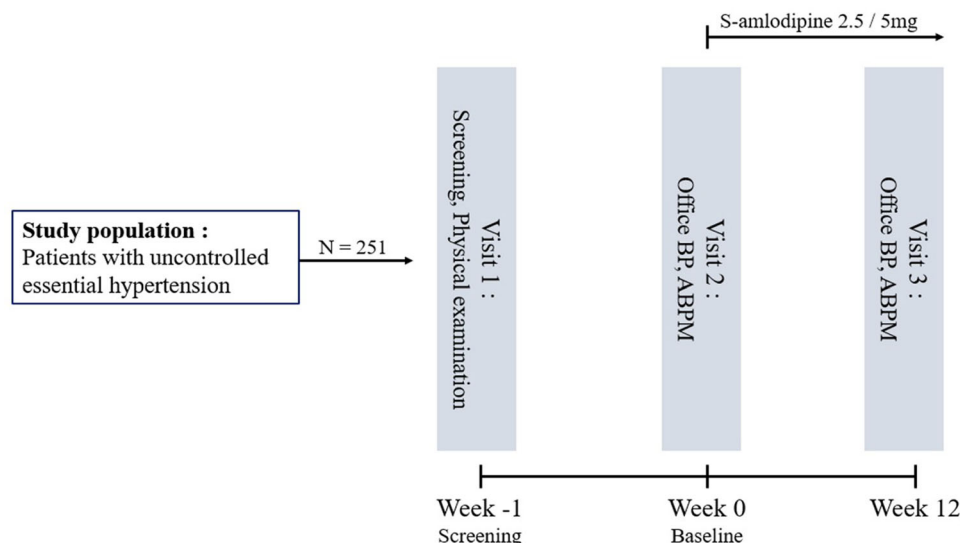 S-amlodipine 2.5 / 5mg
Study population :
Patients with uncontrolled
essential hypertension
N = 251
Visit 1 :
Screening, Physical examination
Visit 2 :
Office BP, ABPM
Visit 3 :
Office BP, ABPM
Week -1
Screening
Week 0
Baseline
Week 12